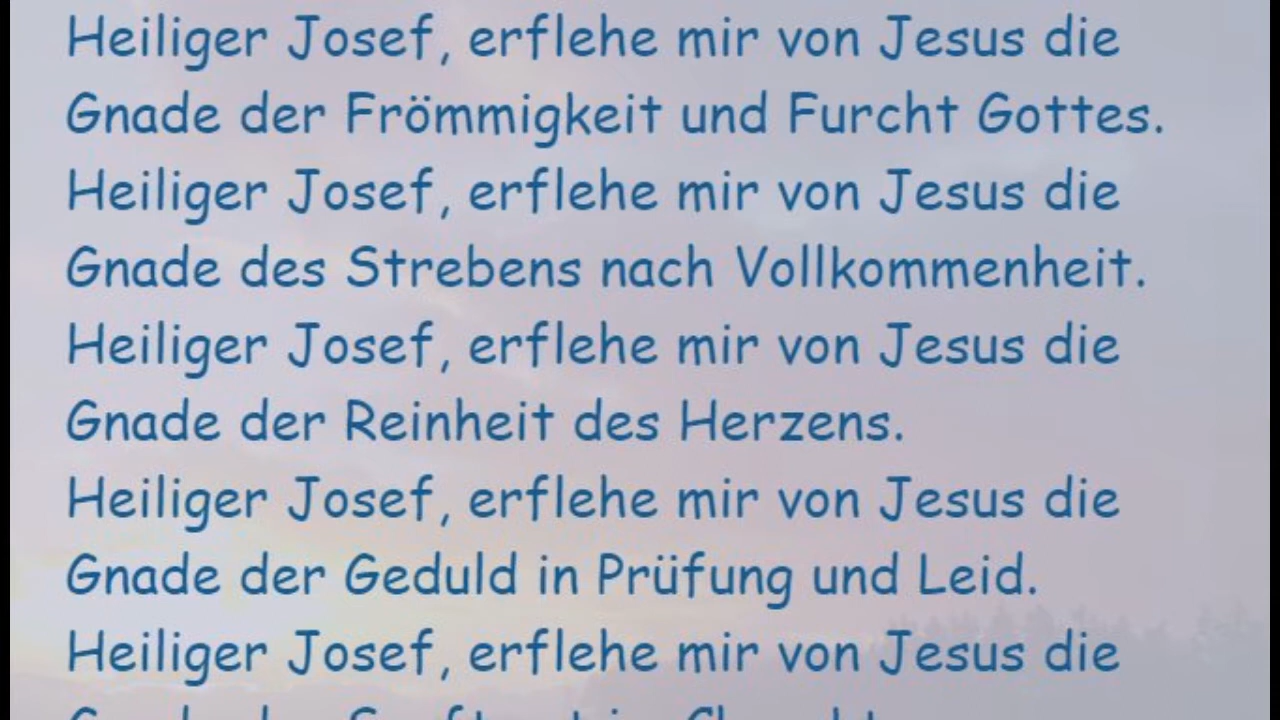 Heiliger Josef, erflehe mir von Jesus die
Gnade der Frömmigkeit und Furcht Gottes.
Heiliger Josef, erflehe mir von Jesus die
Gnade des Strebens nach Vollkommenheit.
Heiliger Josef, erflehe mir von Jesus die
Gnade der Reinheit des Herzens.
Heiliger Josef, erflehe mir von Jesus die
Gnade der Geduld in Prüfung und Leid.
Heiliger Josef, erflehe mir von Jesus die